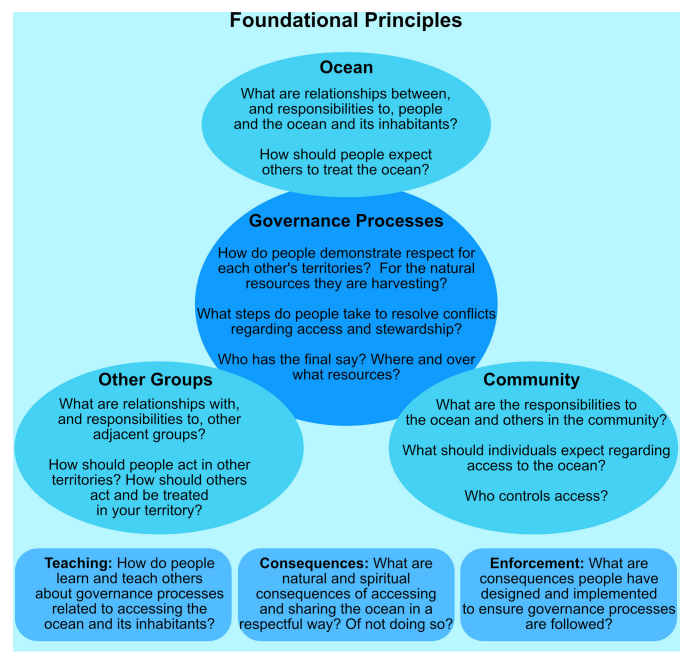 Foundational Principles
Ocean
What are relationships between,
and responsibilities to, people
and the ocean and its inhabitants?
How should people expect
others to treat the ocean?
Governance Processes
How do people demonstrate respect for
each other's territories?  For the natural
resources they are harvesting?
What steps do people take to resolve conflicts
regarding access and stewardship?
Who has the final say? Where and over
what resources?
Other Groups
What are relationships with,
and responsibilities to, other
adjacent groups?
How should people act in other
territories? How should others
act and be treated
in your territory?
Community
What are the responsibilities to
the ocean and others in the community?
What should individuals expect regarding
access to the ocean?
Who controls access?
Teaching: How do people
learn and teach others
about governance processes
related to accessing the
ocean and its inhabitants?
Consequences: What are
natural and spiritual
consequences of accessing
and sharing the ocean in a
respectful way? Of not doing so?
Enforcement: What are
consequences people have
designed and implemented
to ensure governance processes
are followed?